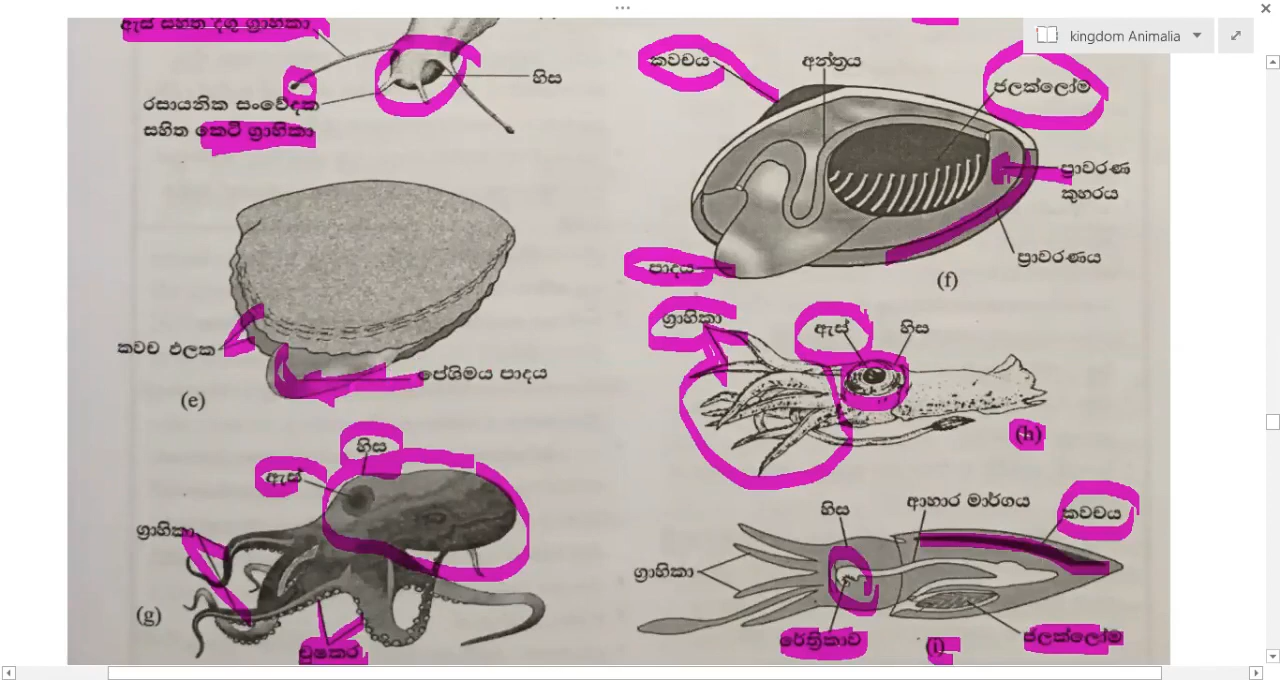 kingdom Animalia
ඇස් සහිත දිගු ග්‍රාහිකා
හිස
රසායනික සංවේදක
සහිත කෙටි ග්‍රාහිකා
කවචය
අන්ත්‍රය
ජලක්ලෝම
ප්‍රාවරණ
කුහරය
ප්‍රාවරණය
පාදය
(f)
කවච ඵලක
පේශිමය පාදය
(e)
ග්‍රාහිකා
ඇස්
හිස
(h)
හිස
ඇස්
ග්‍රාහිකා
(g)
චුෂකර
හිස
ආහාර මාර්ගය
කවචය
ග්‍රාහිකා
රේත්‍රිකාව
(i)
ජලක්ලෝම